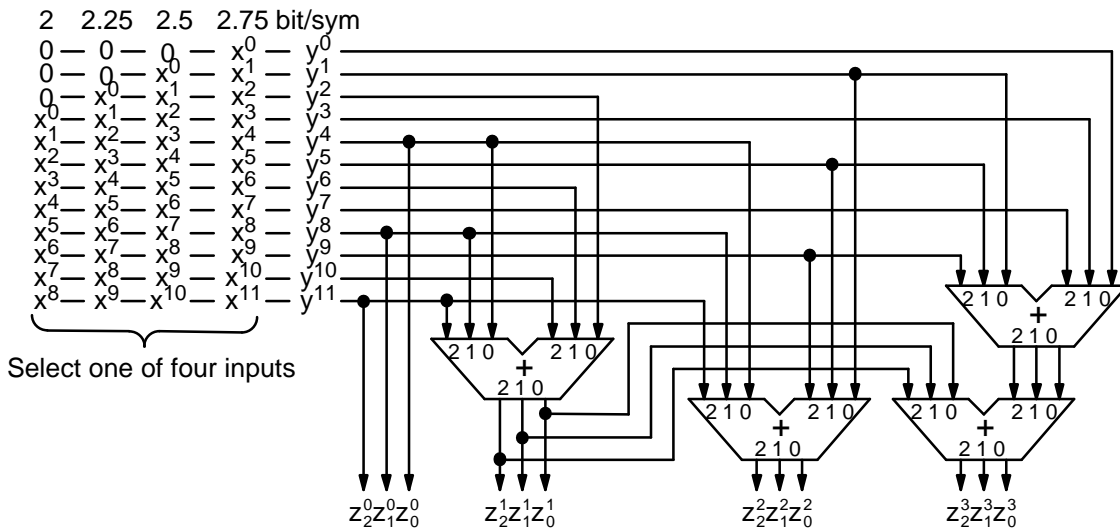 2 2.25 2.5 2.75 bit/sym
0 0 0 x⁰ y⁰
0 0 x⁰ x¹ y¹
0 x⁰ x¹ x² y²
x⁰ x¹ x² x³ y³
x¹ x² x³ x⁴ y⁴
x² x³ x⁴ x⁵ y⁵
x³ x⁴ x⁵ x⁶ y⁶
x⁴ x⁵ x⁶ x⁷ y⁷
x⁵ x⁶ x⁷ x⁸ y⁸
x⁶ x⁷ x⁸ x⁹ y⁹
x⁷ x⁸ x⁹ x¹⁰ y¹⁰
x⁸ x⁹ x¹⁰ x¹¹ y¹¹
Select one of four inputs
2 1 0 2 1 0
+
2 1 0
2 1 0 2 1 0
+
2 1 0
2 1 0 2 1 0
+
2 1 0
2 1 0 2 1 0
+
2 1 0
z₂⁰z₁⁰z₀⁰ z₂¹z₁¹z₀¹ z₂²z₁²z₀² z₂³z₁³z₀³